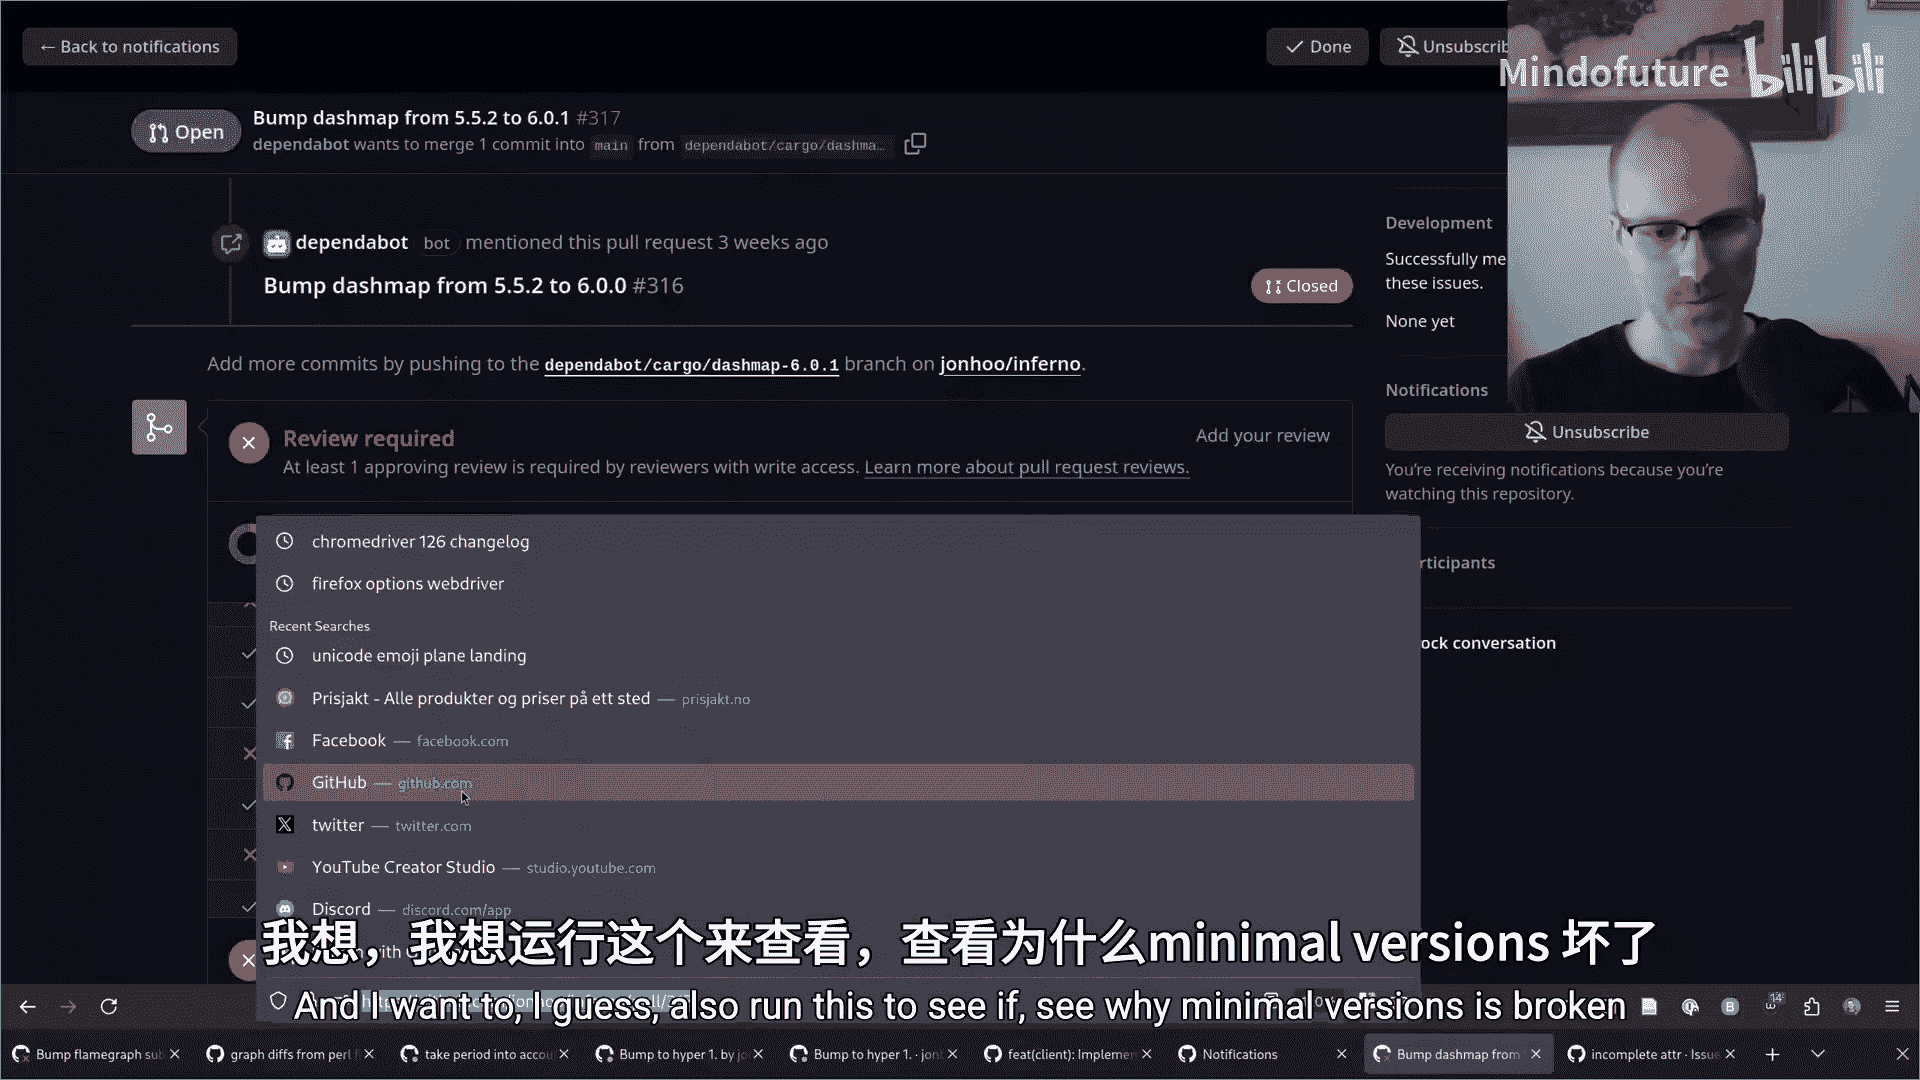 ← Back to notifications
Done
Unsubscrib
Mindofuture bilibili
Open
Bump dashmap from 5.5.2 to 6.0.1 #317
dependabot wants to merge 1 commit into main from dependabot/cargo/dashma…
dependabot bot mentioned this pull request 3 weeks ago
Bump dashmap from 5.5.2 to 6.0.0 #316
Closed
Development
Successfully me
these issues.
None yet
Add more commits by pushing to the dependabot/cargo/dashmap-6.0.1 branch on jonhoo/inferno.
Notifications
Unsubscribe
You're receiving notifications because you're
watching this repository.
Review required
Add your review
At least 1 approving review is required by reviewers with write access. Learn more about pull request reviews.
rticipants
ock conversation
chromedriver 126 changelog
firefox options webdriver
Recent Searches
unicode emoji plane landing
Prisjakt - Alle produkter og priser på ett sted — prisjakt.no
Facebook — facebook.com
GitHub — github.com
twitter — twitter.com
YouTube Creator Studio — studio.youtube.com
Discord — discord.com/app
我想，我想运行这个来查看，查看为什么minimal versions 坏了
And I want to, I guess, also run this to see if, see why minimal versions is broken
14
Bump flamegraph sub
graph diffs from perl f
take period into accou
Bump to hyper 1. by jo
Bump to hyper 1. · jon
feat(client): Implemen
Notifications
Bump dashmap from
incomplete attr · Issue